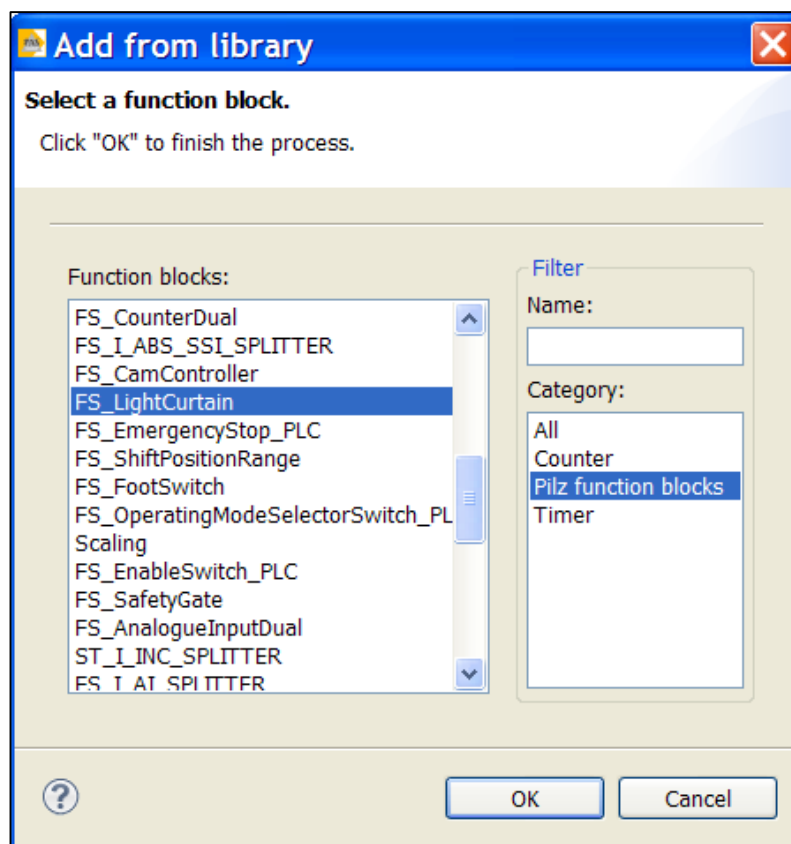 Add from library
Select a function block.
Click "OK" to finish the process.
Function blocks:
FS_CounterDual
FS_I_ABS_SSI_SPLITTER
FS_CamController
FS_LightCurtain
FS_EmergencyStop_PLC
FS_ShiftPositionRange
FS_FootSwitch
FS_OperatingModeSelectorSwitch_PL
Scaling
FS_EnableSwitch_PLC
FS_SafetyGate
FS_AnalogueInputDual
ST_I_INC_SPLITTER
FS_I_AI_SPLITTER
Filter
Name:
Category:
All
Counter
Pilz function blocks
Timer
?
OK
Cancel